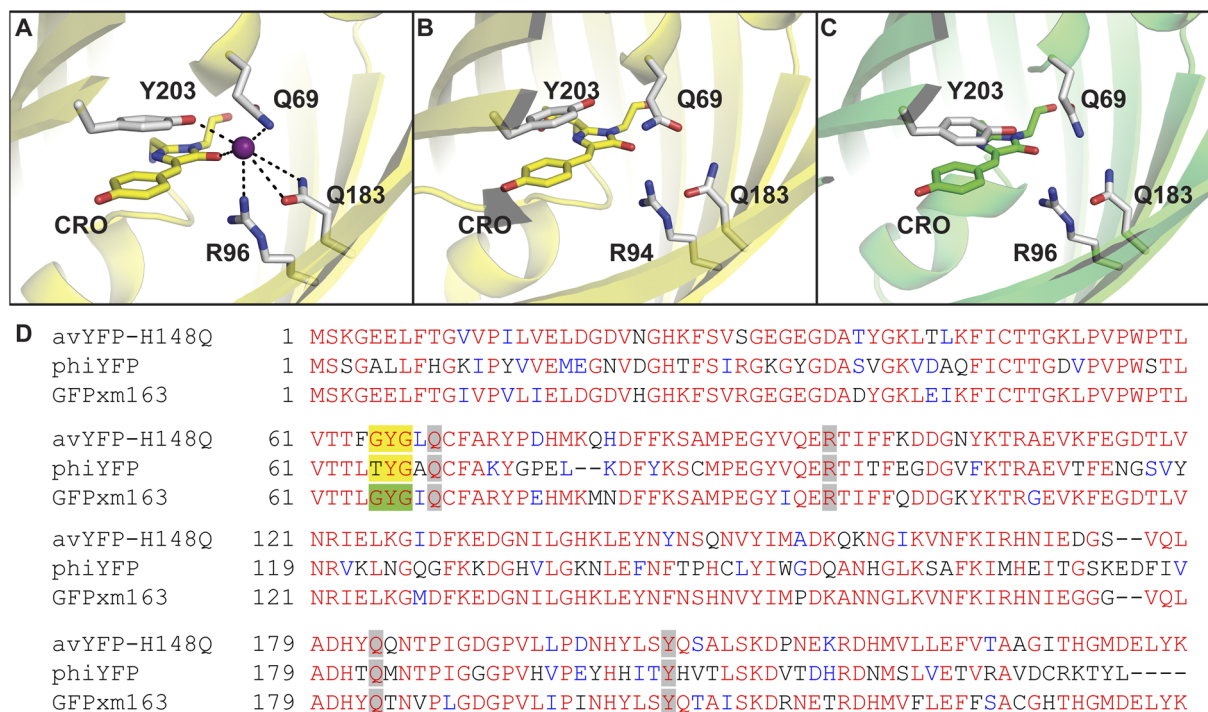 A
Y203
Q69
CRO
R96
Q183
B
Y203
Q69
CRO
R94
Q183
C
Y203
Q69
CRO
R96
Q183
D
avYFP-H148Q 1 MSKGEELFTGVVPILVELDGDVNGHKFSVSGEGEGDATYGKLTLKFICTTGKLPVPWPTL
phiYFP 1 MSSGALLFHGKIPYVVEMEGNVDGHTFSIRGKGYGDASVGKVDAQFICTTGDVPVPWSTL
GFPxm163 1 MSKGEELFTGIVPVLIELDGDVHGHKFSVRGEGEGDADYGKLEIKFICTTGKLPVPWPTL
avYFP-H148Q 61 VTTFGYGLQCFARYPDHMKQHDFFKSAMPEGYVQERTIFFKDDGNYKTRAEVKFEGDTLV
phiYFP 61 VTTLTYGAQCFAKYGPEL--KDFYKSCMPEGYVQERTITFEGDGVFKTRAEVTFENGSVY
GFPxm163 61 VTTLGYGIQCFARYPEHMKMNDFFKSAMPEGYIQERTIFFQDDGKYKTRGEVKFEGDTLV
avYFP-H148Q 121 NRIELKGIDFKEDGNILGHKLEYNYNSQNVYIMADKQKNGIKVNFKIRHNIEDGS--VQL
phiYFP 119 NRVKLNGQGFKKDGHVLGKNLEFNFTPHCLYIWGDQANHGLKSAFKIMHEITGSKEDFIV
GFPxm163 121 NRIELKGMDFKEDGNILGHKLEYNFNSHNVYIMPDKANNGLKVNFKIRHNIEGGG--VQL
avYFP-H148Q 179 ADHYQQNTPIGDGPVLLPDNHYLSYQSALSKDPNEKRDHMVLLEFVTAAGITHGMDELYK
phiYFP 179 ADHTQMNTPIGGGPVHVPEYHHITYHVTLSKDVTDHRDNMSLVETVRAVDCRKTYL----
GFPxm163 179 ADHYQTNVPLGDGPVLIPINHYLSYQTAISKDRNETRDHMVFLEFFSACGHTHGMDELYK